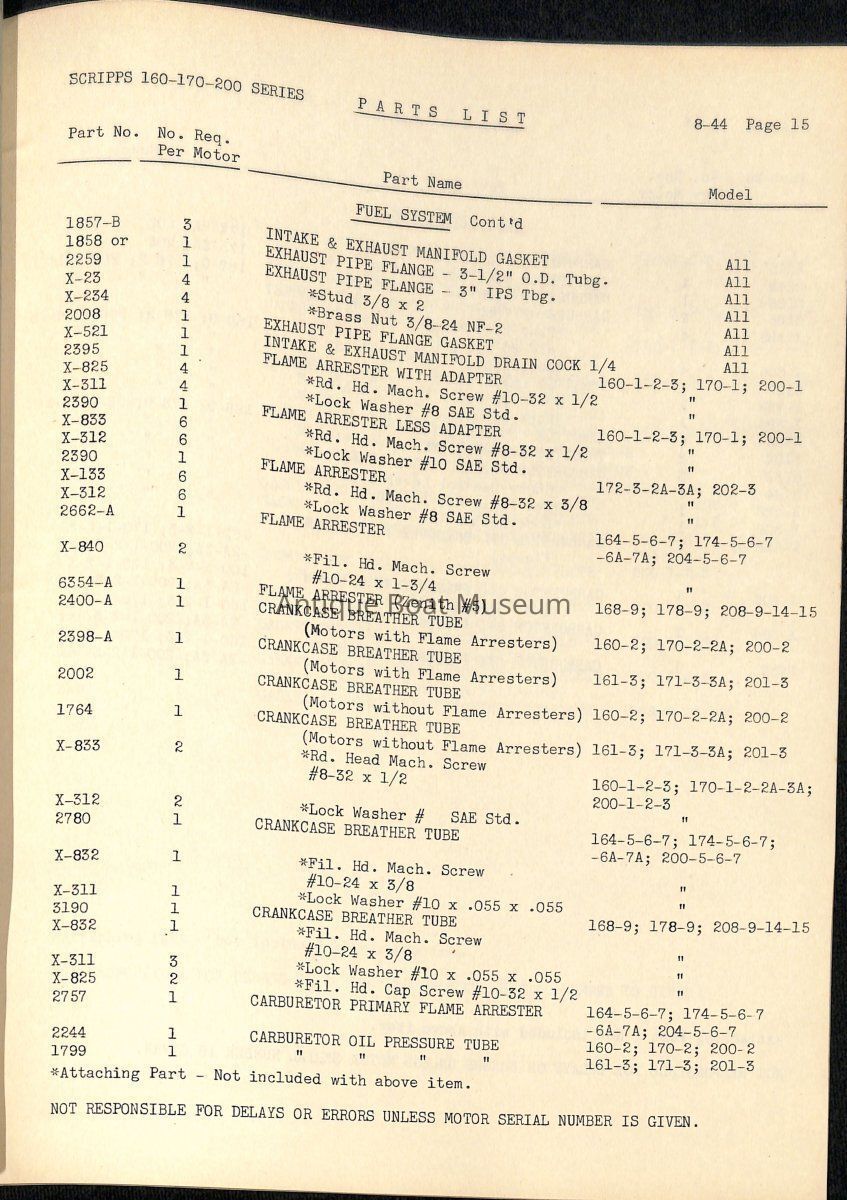 SCRIPPS 160-170-200 SERIES
PARTS LIST
8-44 Page 15
Part No. No. Req. Per Motor Part Name Model
FUEL SYSTEM Cont'd
1857-B 3 INTAKE & EXHAUST MANIFOLD GASKET All
1858 or 1 EXHAUST PIPE FLANGE - 3-1/2" O.D. Tubg. All
2259 1 EXHAUST PIPE FLANGE - 3" IPS Tbg. All
X-23 4 *Stud 3/8 x 2 All
X-234 4 *Brass Nut 3/8-24 NF-2 All
2008 1 EXHAUST PIPE FLANGE GASKET All
X-521 1 INTAKE & EXHAUST MANIFOLD DRAIN COCK 1/4 All
2395 1 FLAME ARRESTER WITH ADAPTER 160-1-2-3; 170-1; 200-1
X-825 4 *Rd. Hd. Mach. Screw #10-32 x 1/2 "
X-311 4 *Lock Washer #8 SAE Std. "
2390 1 FLAME ARRESTER LESS ADAPTER 160-1-2-3; 170-1; 200-1
X-833 6 *Rd. Hd. Mach. Screw #8-32 x 1/2 "
X-312 6 *Lock Washer #10 SAE Std. "
2390 1 FLAME ARRESTER 172-3-2A-3A; 202-3
X-133 6 *Rd. Hd. Mach. Screw #8-32 x 3/8 "
X-312 6 *Lock Washer #8 SAE Std. "
2662-A 1 FLAME ARRESTER 164-5-6-7; 174-5-6-7
-6A-7A; 204-5-6-7
X-840 2 *Fil. Hd. Mach. Screw
#10-24 x 1-3/4 "
6354-A 1 FLAME ARRESTER (Zenith #5) 168-9; 178-9; 208-9-14-15
2400-A 1 CRANKCASE BREATHER TUBE
(Motors with Flame Arresters) 160-2; 170-2-2A; 200-2
2398-A 1 CRANKCASE BREATHER TUBE
(Motors with Flame Arresters) 161-3; 171-3-3A; 201-3
2002 1 CRANKCASE BREATHER TUBE
(Motors without Flame Arresters) 160-2; 170-2-2A; 200-2
1764 1 CRANKCASE BREATHER TUBE
(Motors without Flame Arresters) 161-3; 171-3-3A; 201-3
X-833 2 *Rd. Head Mach. Screw
#8-32 x 1/2 160-1-2-3; 170-1-2-2A-3A;
200-1-2-3
X-312 2 *Lock Washer # SAE Std. "
2780 1 CRANKCASE BREATHER TUBE 164-5-6-7; 174-5-6-7;
-6A-7A; 200-5-6-7
X-832 1 *Fil. Hd. Mach. Screw
#10-24 x 3/8 "
X-311 1 *Lock Washer #10 x .055 x .055 "
3190 1 CRANKCASE BREATHER TUBE 168-9; 178-9; 208-9-14-15
X-832 1 *Fil. Hd. Mach. Screw
#10-24 x 3/8 "
X-311 3 *Lock Washer #10 x .055 x .055 "
X-825 2 *Fil. Hd. Cap Screw #10-32 x 1/2 "
2757 1 CARBURETOR PRIMARY FLAME ARRESTER 164-5-6-7; 174-5-6-7
-6A-7A; 204-5-6-7
2244 1 CARBURETOR OIL PRESSURE TUBE 160-2; 170-2; 200-2
1799 1 " " " " 161-3; 171-3; 201-3
*Attaching Part - Not included with above item.
NOT RESPONSIBLE FOR DELAYS OR ERRORS UNLESS MOTOR SERIAL NUMBER IS GIVEN.
Antique Boat Museum